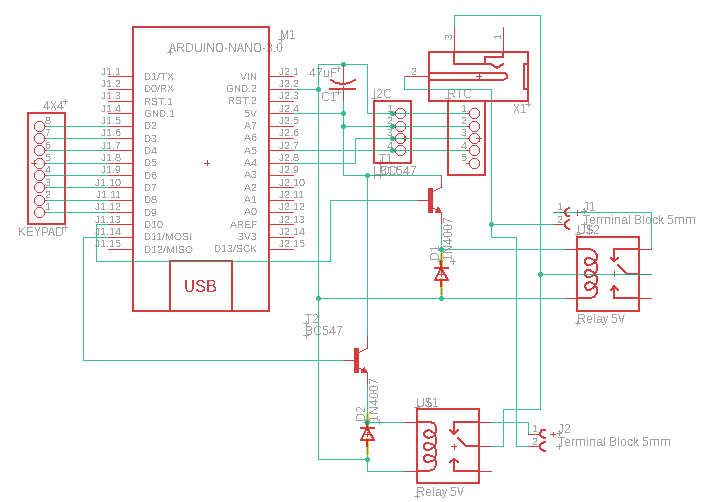 M1
ARDUINO-NANO-3.0
J1.1 D1/TX VIN J2.1
J1.2 D0/RX GND.2 J2.2
J1.3 RST.1 RST.2 J2.3
J1.4 GND.1 5V J2.4
J1.5 D2 A7 J2.5
J1.6 D3 A6 J2.6
J1.7 D4 A5 J2.7
J1.8 D5 A4 J2.8
J1.9 D6 A3 J2.9
J1.10 D7 A2 J2.10
J1.11 D8 A1 J2.11
J1.12 D9 A0 J2.12
J1.13 D10 AREF J2.13
J1.14 D11/MOSI 3V3 J2.14
J1.15 D12/MISO D13/SCK J2.15
USB
4X4
8
7
6
5
4
3
2
1
KEYPAD
47uF
C1
I2C
1
2
3
4
RTC
1
2
3
4
5
3
1
2
X1
T1
BC547
D1
1N4007
J1
1
2
Terminal Block 5mm
U$2
Relay 5V
T2
BC547
D2
1N4007
U$1
Relay 5V
J2
1
2
Terminal Block 5mm